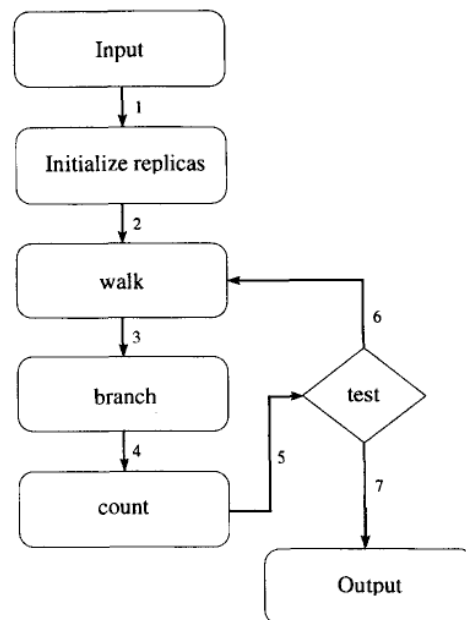 Input
1
Initialize replicas
2
walk
3
branch
4
count
5
test
6
7
Output